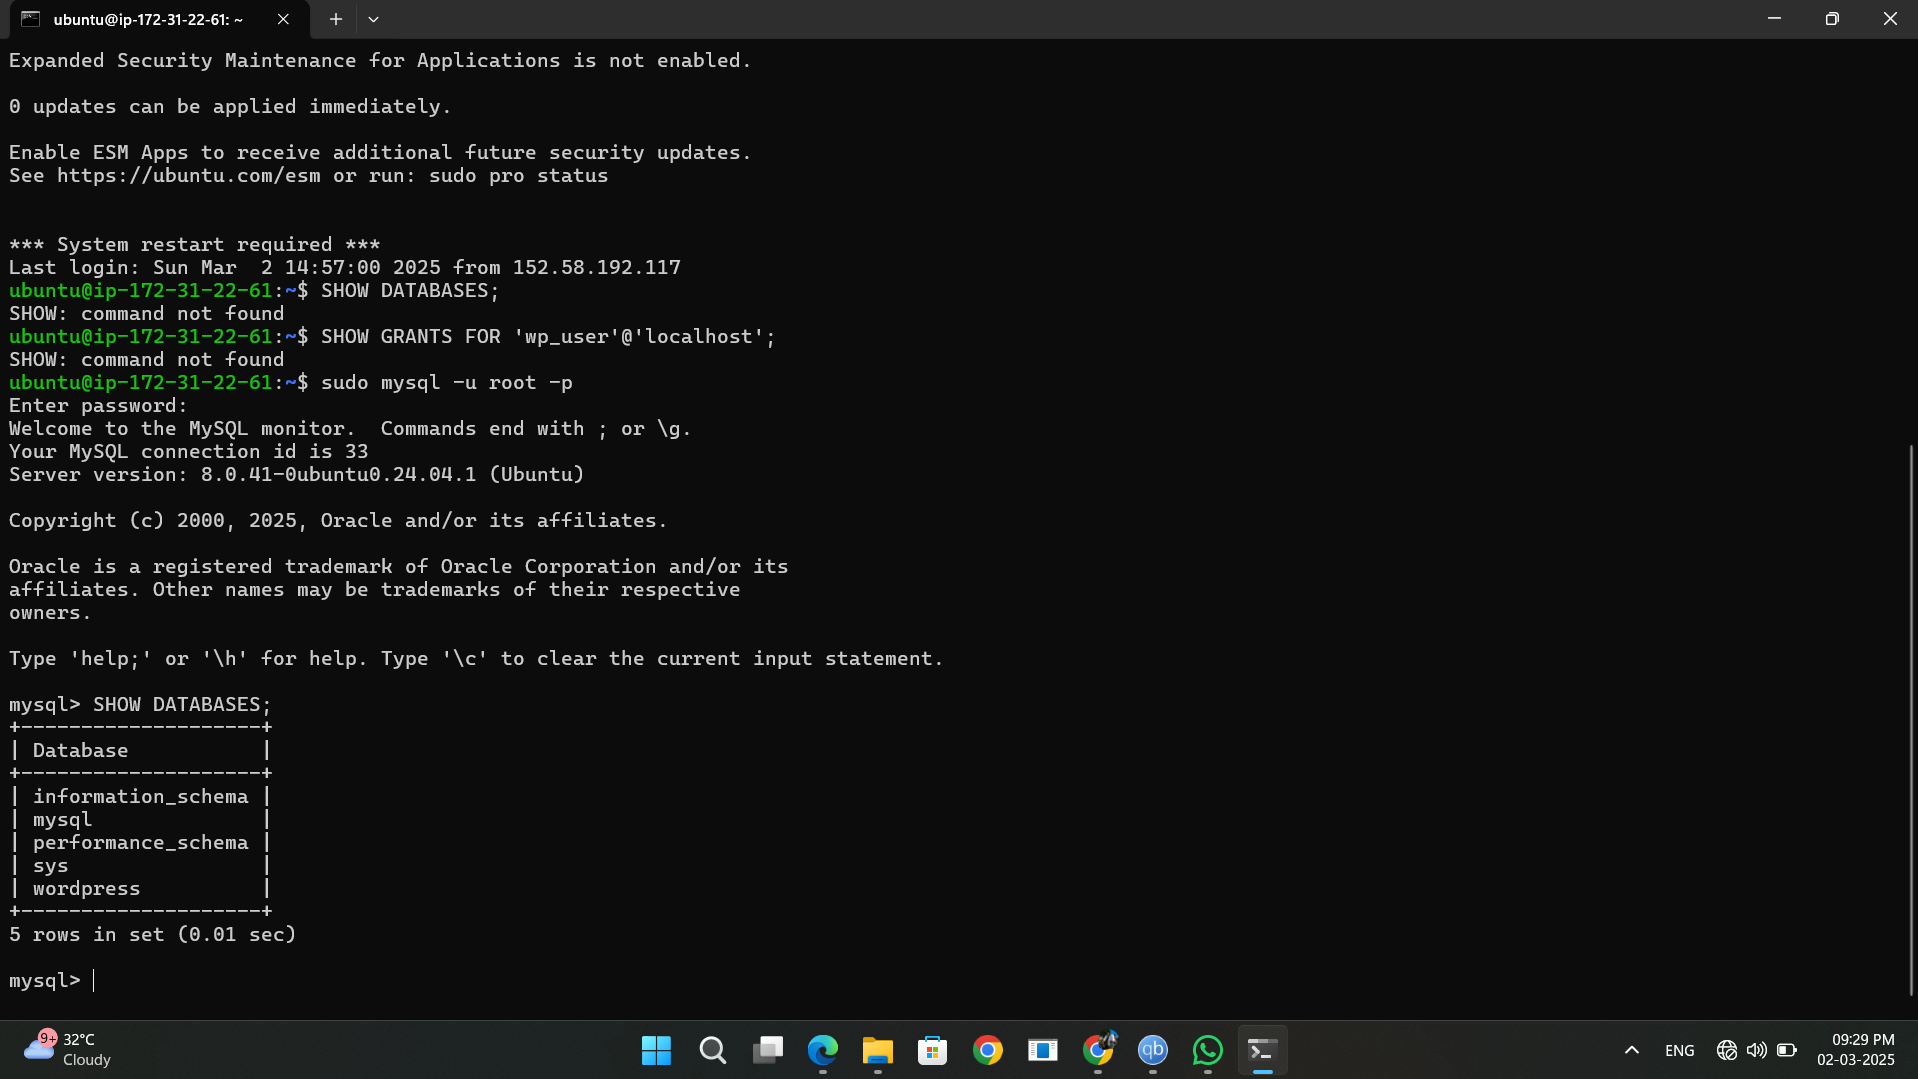 ubuntu@ip-172-31-22-61: ~
Expanded Security Maintenance for Applications is not enabled.
0 updates can be applied immediately.
Enable ESM Apps to receive additional future security updates.
See https://ubuntu.com/esm or run: sudo pro status
*** System restart required ***
Last login: Sun Mar  2 14:57:00 2025 from 152.58.192.117
ubuntu@ip-172-31-22-61:~$ SHOW DATABASES;
SHOW: command not found
ubuntu@ip-172-31-22-61:~$ SHOW GRANTS FOR 'wp_user'@'localhost';
SHOW: command not found
ubuntu@ip-172-31-22-61:~$ sudo mysql -u root -p
Enter password:
Welcome to the MySQL monitor.  Commands end with ; or \g.
Your MySQL connection id is 33
Server version: 8.0.41-0ubuntu0.24.04.1 (Ubuntu)
Copyright (c) 2000, 2025, Oracle and/or its affiliates.
Oracle is a registered trademark of Oracle Corporation and/or its
affiliates. Other names may be trademarks of their respective
owners.
Type 'help;' or '\h' for help. Type '\c' to clear the current input statement.
mysql> SHOW DATABASES;
+--------------------+
| Database           |
+--------------------+
| information_schema |
| mysql              |
| performance_schema |
| sys                |
| wordpress          |
+--------------------+
5 rows in set (0.01 sec)
mysql>
9+
32°C
Cloudy
qb
ENG
09:29 PM
02-03-2025